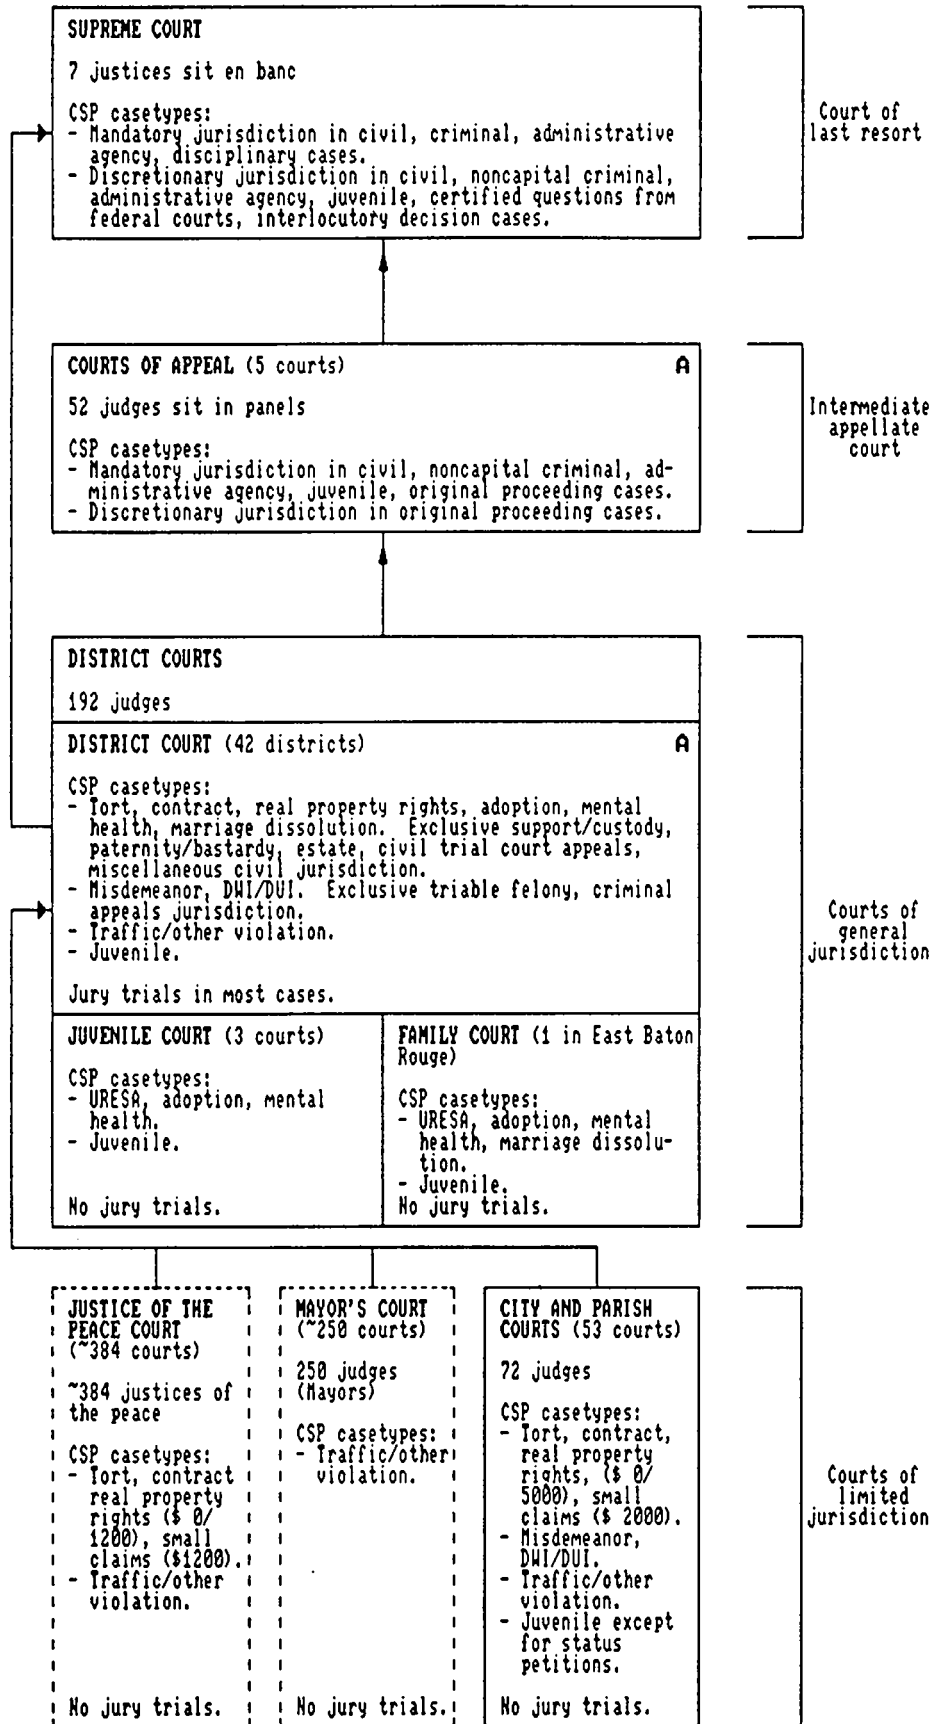 SUPREME COURT
7 justices sit en banc
CSP casetypes:
- Mandatory jurisdiction in civil, criminal, administrative
agency, disciplinary cases.
- Discretionary jurisdiction in civil, noncapital criminal,
administrative agency, juvenile, certified questions from
federal courts, interlocutory decision cases.
Court of
last resort
COURTS OF APPEAL (5 courts) A
52 judges sit in panels
CSP casetypes:
- Mandatory jurisdiction in civil, noncapital criminal, ad-
ministrative agency, juvenile, original proceeding cases.
- Discretionary jurisdiction in original proceeding cases.
Intermediate
appellate
court
DISTRICT COURTS
192 judges
DISTRICT COURT (42 districts) A
CSP casetypes:
- Tort, contract, real property rights, adoption, mental
health, marriage dissolution. Exclusive support/custody,
paternity/bastardy, estate, civil trial court appeals,
miscellaneous civil jurisdiction.
- Misdemeanor, DWI/DUI. Exclusive triable felony, criminal
appeals jurisdiction.
- Traffic/other violation.
- Juvenile.
Jury trials in most cases.
Courts of
general
jurisdiction
JUVENILE COURT (3 courts)
CSP casetypes:
- URESA, adoption, mental
health.
- Juvenile.
No jury trials.
FAMILY COURT (1 in East Baton
Rouge)
CSP casetypes:
- URESA, adoption, mental
health, marriage dissolu-
tion.
- Juvenile.
No jury trials.
JUSTICE OF THE
PEACE COURT
(~384 courts)
~384 justices of
the peace
CSP casetypes:
- Tort, contract
real property
rights ($ 0/
1200), small
claims ($1200).
- Traffic/other
violation.
No jury trials.
MAYOR'S COURT
(~250 courts)
250 judges
(Mayors)
CSP casetypes:
- Traffic/other
violation.
No jury trials.
CITY AND PARISH
COURTS (53 courts)
72 judges
CSP casetypes:
- Tort, contract,
real property
rights, ($ 0/
5000), small
claims ($ 2000).
- Misdemeanor,
DWI/DUI.
- Traffic/other
violation.
- Juvenile except
for status
petitions.
No jury trials.
Courts of
limited
jurisdiction